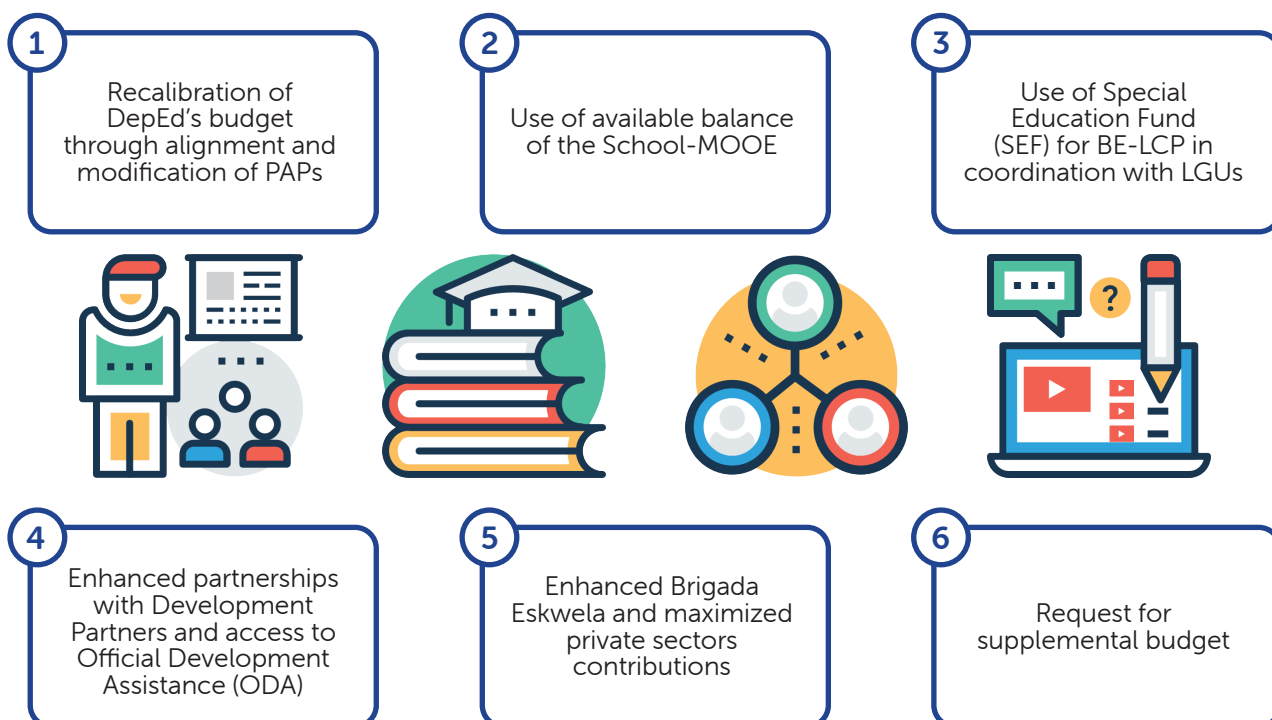 1
Recalibration of
DepEd's budget
through alignment and
modification of PAPs
2
Use of available balance
of the School-MOOE
3
Use of Special
Education Fund
(SEF) for BE-LCP in
coordination with LGUs
?
4
Enhanced partnerships
with Development
Partners and access to
Official Development
Assistance (ODA)
5
Enhanced Brigada
Eskwela and maximized
private sectors
contributions
6
Request for
supplemental budget